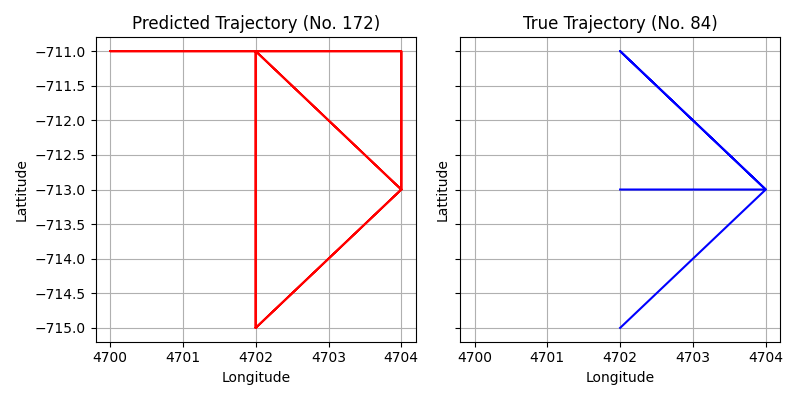 Predicted Trajectory (No. 172)
True Trajectory (No. 84)
−711.0
−711.5
−712.0
−712.5
−713.0
−713.5
−714.0
−714.5
−715.0
Lattitude
Lattitude
4700 4701 4702 4703 4704
4700 4701 4702 4703 4704
Longitude
Longitude